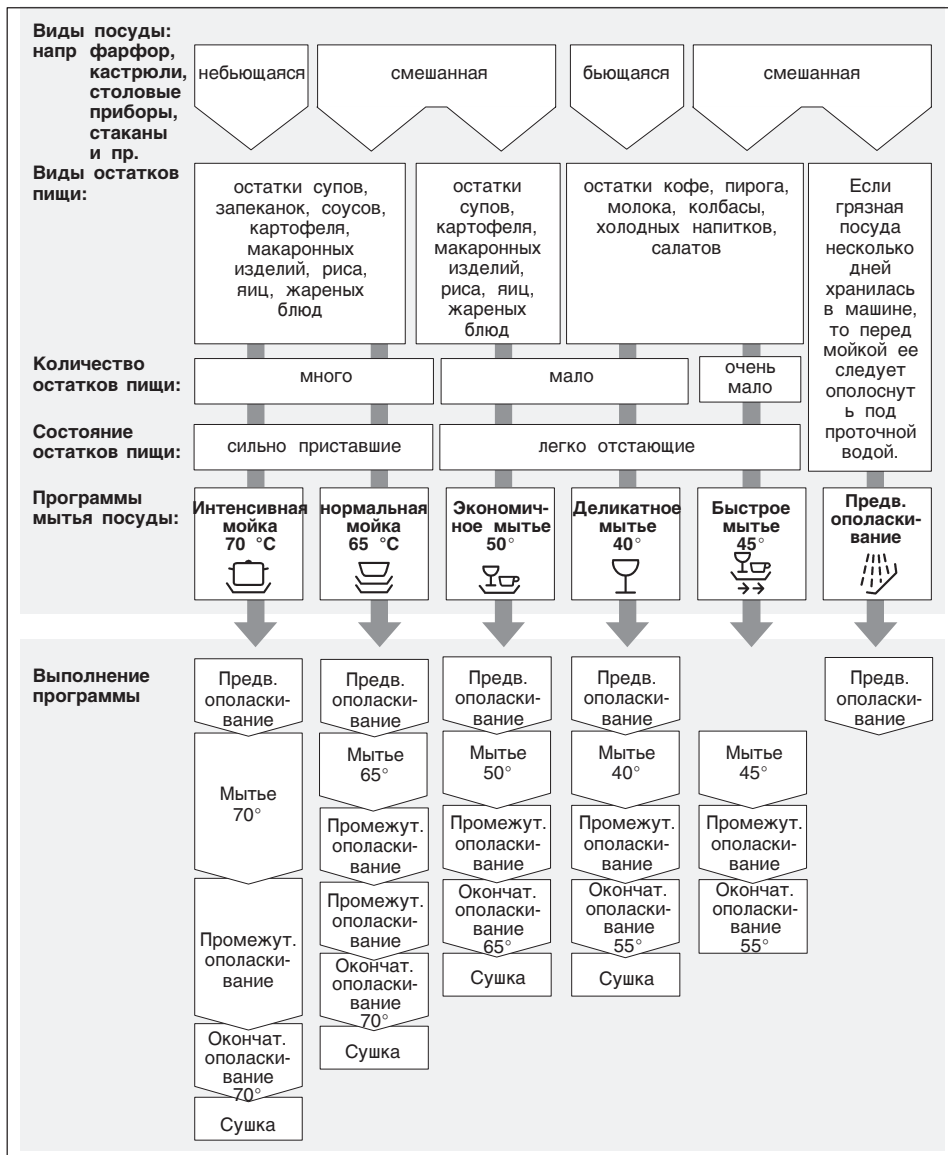 Виды посуды:
напр фарфор,
кастрюли,
столовые
приборы,
стаканы
и пр.
небьющаяся
смешанная
бьющаяся
смешанная
Виды остатков
пищи:
остатки супов,
запеканок, соусов,
картофеля,
макаронных
изделий, риса,
яиц, жареных
блюд
остатки
супов,
картофеля,
макаронных
изделий,
риса, яиц,
жареных
блюд
остатки кофе, пирога,
молока, колбасы,
холодных напитков,
салатов
Если
грязная
посуда
несколько
дней
хранилась
в машине,
то перед
мойкой ее
следует
ополоснут
ь под
проточной
водой.
Количество
остатков пищи:
много
мало
очень
мало
Состояние
остатков пищи:
сильно приставшие
легко отстающие
Программы
мытья посуды:
Интенсивная
мойка
70 °C
нормальная
мойка
65 °C
Экономич-
ное мытье
50°
Деликатное
мытье
40°
Быстрое
мытье
45°
Предв.
ополаски-
вание
Выполнение
программы
Предв.
ополаски-
вание
Мытье
70°
Промежут.
ополаски-
вание
Окончат.
ополаски-
вание
70°
Сушка
Предв.
ополаски-
вание
Мытье
65°
Промежут.
ополаски-
вание
Промежут.
ополаски-
вание
Окончат.
ополаски-
вание
70°
Сушка
Предв.
ополаски-
вание
Мытье
50°
Промежут.
ополаски-
вание
Окончат.
ополаски-
вание
65°
Сушка
Предв.
ополаски-
вание
Мытье
40°
Промежут.
ополаски-
вание
Окончат.
ополаски-
вание
55°
Сушка
Мытье
45°
Промежут.
ополаски-
вание
Окончат.
ополаски-
вание
55°
Предв.
ополаски-
вание